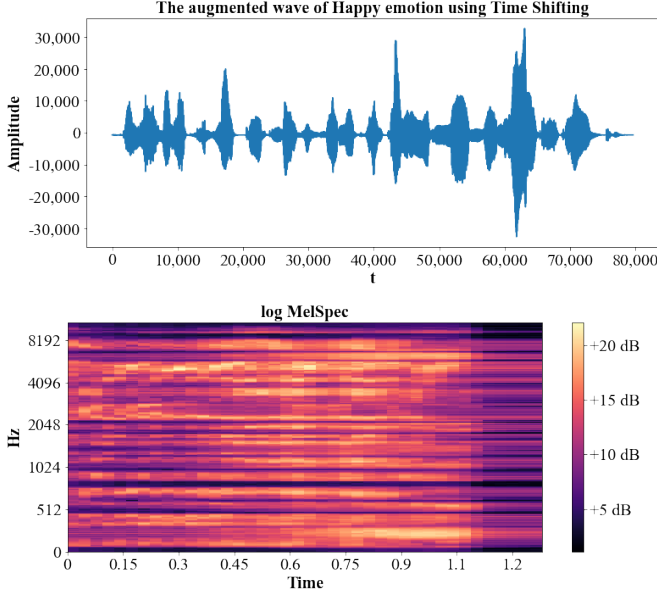 The augmented wave of Happy emotion using Time Shifting
30,000
20,000
10,000
0
-10,000
-20,000
-30,000
Amplitude
0 10,000 20,000 30,000 40,000 50,000 60,000 70,000 80,000
t
log MelSpec
8192
4096
2048
1024
512
0
Hz
0 0.15 0.3 0.45 0.6 0.75 0.9 1.1 1.2
Time
+20 dB
+15 dB
+10 dB
+5 dB